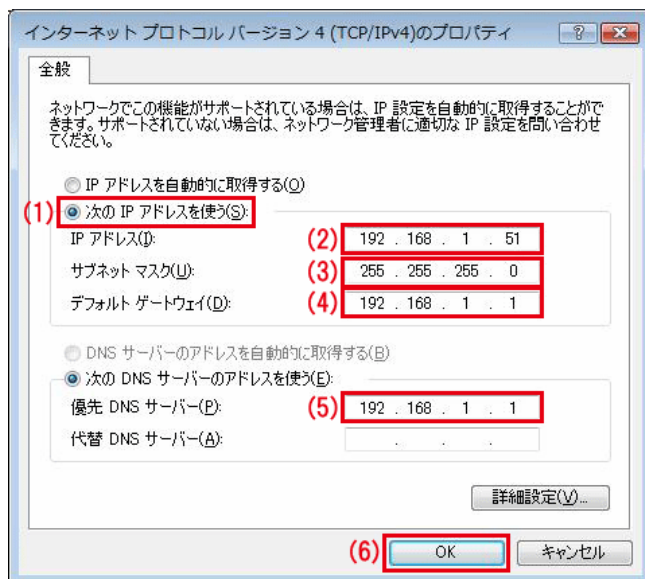 インターネット プロトコル バージョン 4 (TCP/IPv4)のプロパティ
全般
ネットワークでこの機能がサポートされている場合は、IP 設定を自動的に取得することがで
きます。サポートされていない場合は、ネットワーク管理者に適切な IP 設定を問い合わせ
てください。
IP アドレスを自動的に取得する(O)
(1) 次の IP アドレスを使う(S):
IP アドレス(I): (2) 192 . 168 . 1 . 51
サブネット マスク(U): (3) 255 . 255 . 255 . 0
デフォルト ゲートウェイ(D): (4) 192 . 168 . 1 . 1
DNS サーバーのアドレスを自動的に取得する(B)
次の DNS サーバーのアドレスを使う(E):
優先 DNS サーバー(P): (5) 192 . 168 . 1 . 1
代替 DNS サーバー(A): . . .
詳細設定(V)...
(6) OK キャンセル